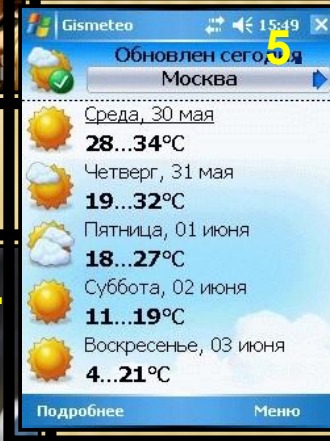 Gismeteo 15:49
5
Обновлен сегодня
Москва
Среда, 30 мая
28...34°C
Четверг, 31 мая
19...32°C
Пятница, 01 июня
18...27°C
Суббота, 02 июня
11...19°C
Воскресенье, 03 июня
4...21°C
Подробнее Меню